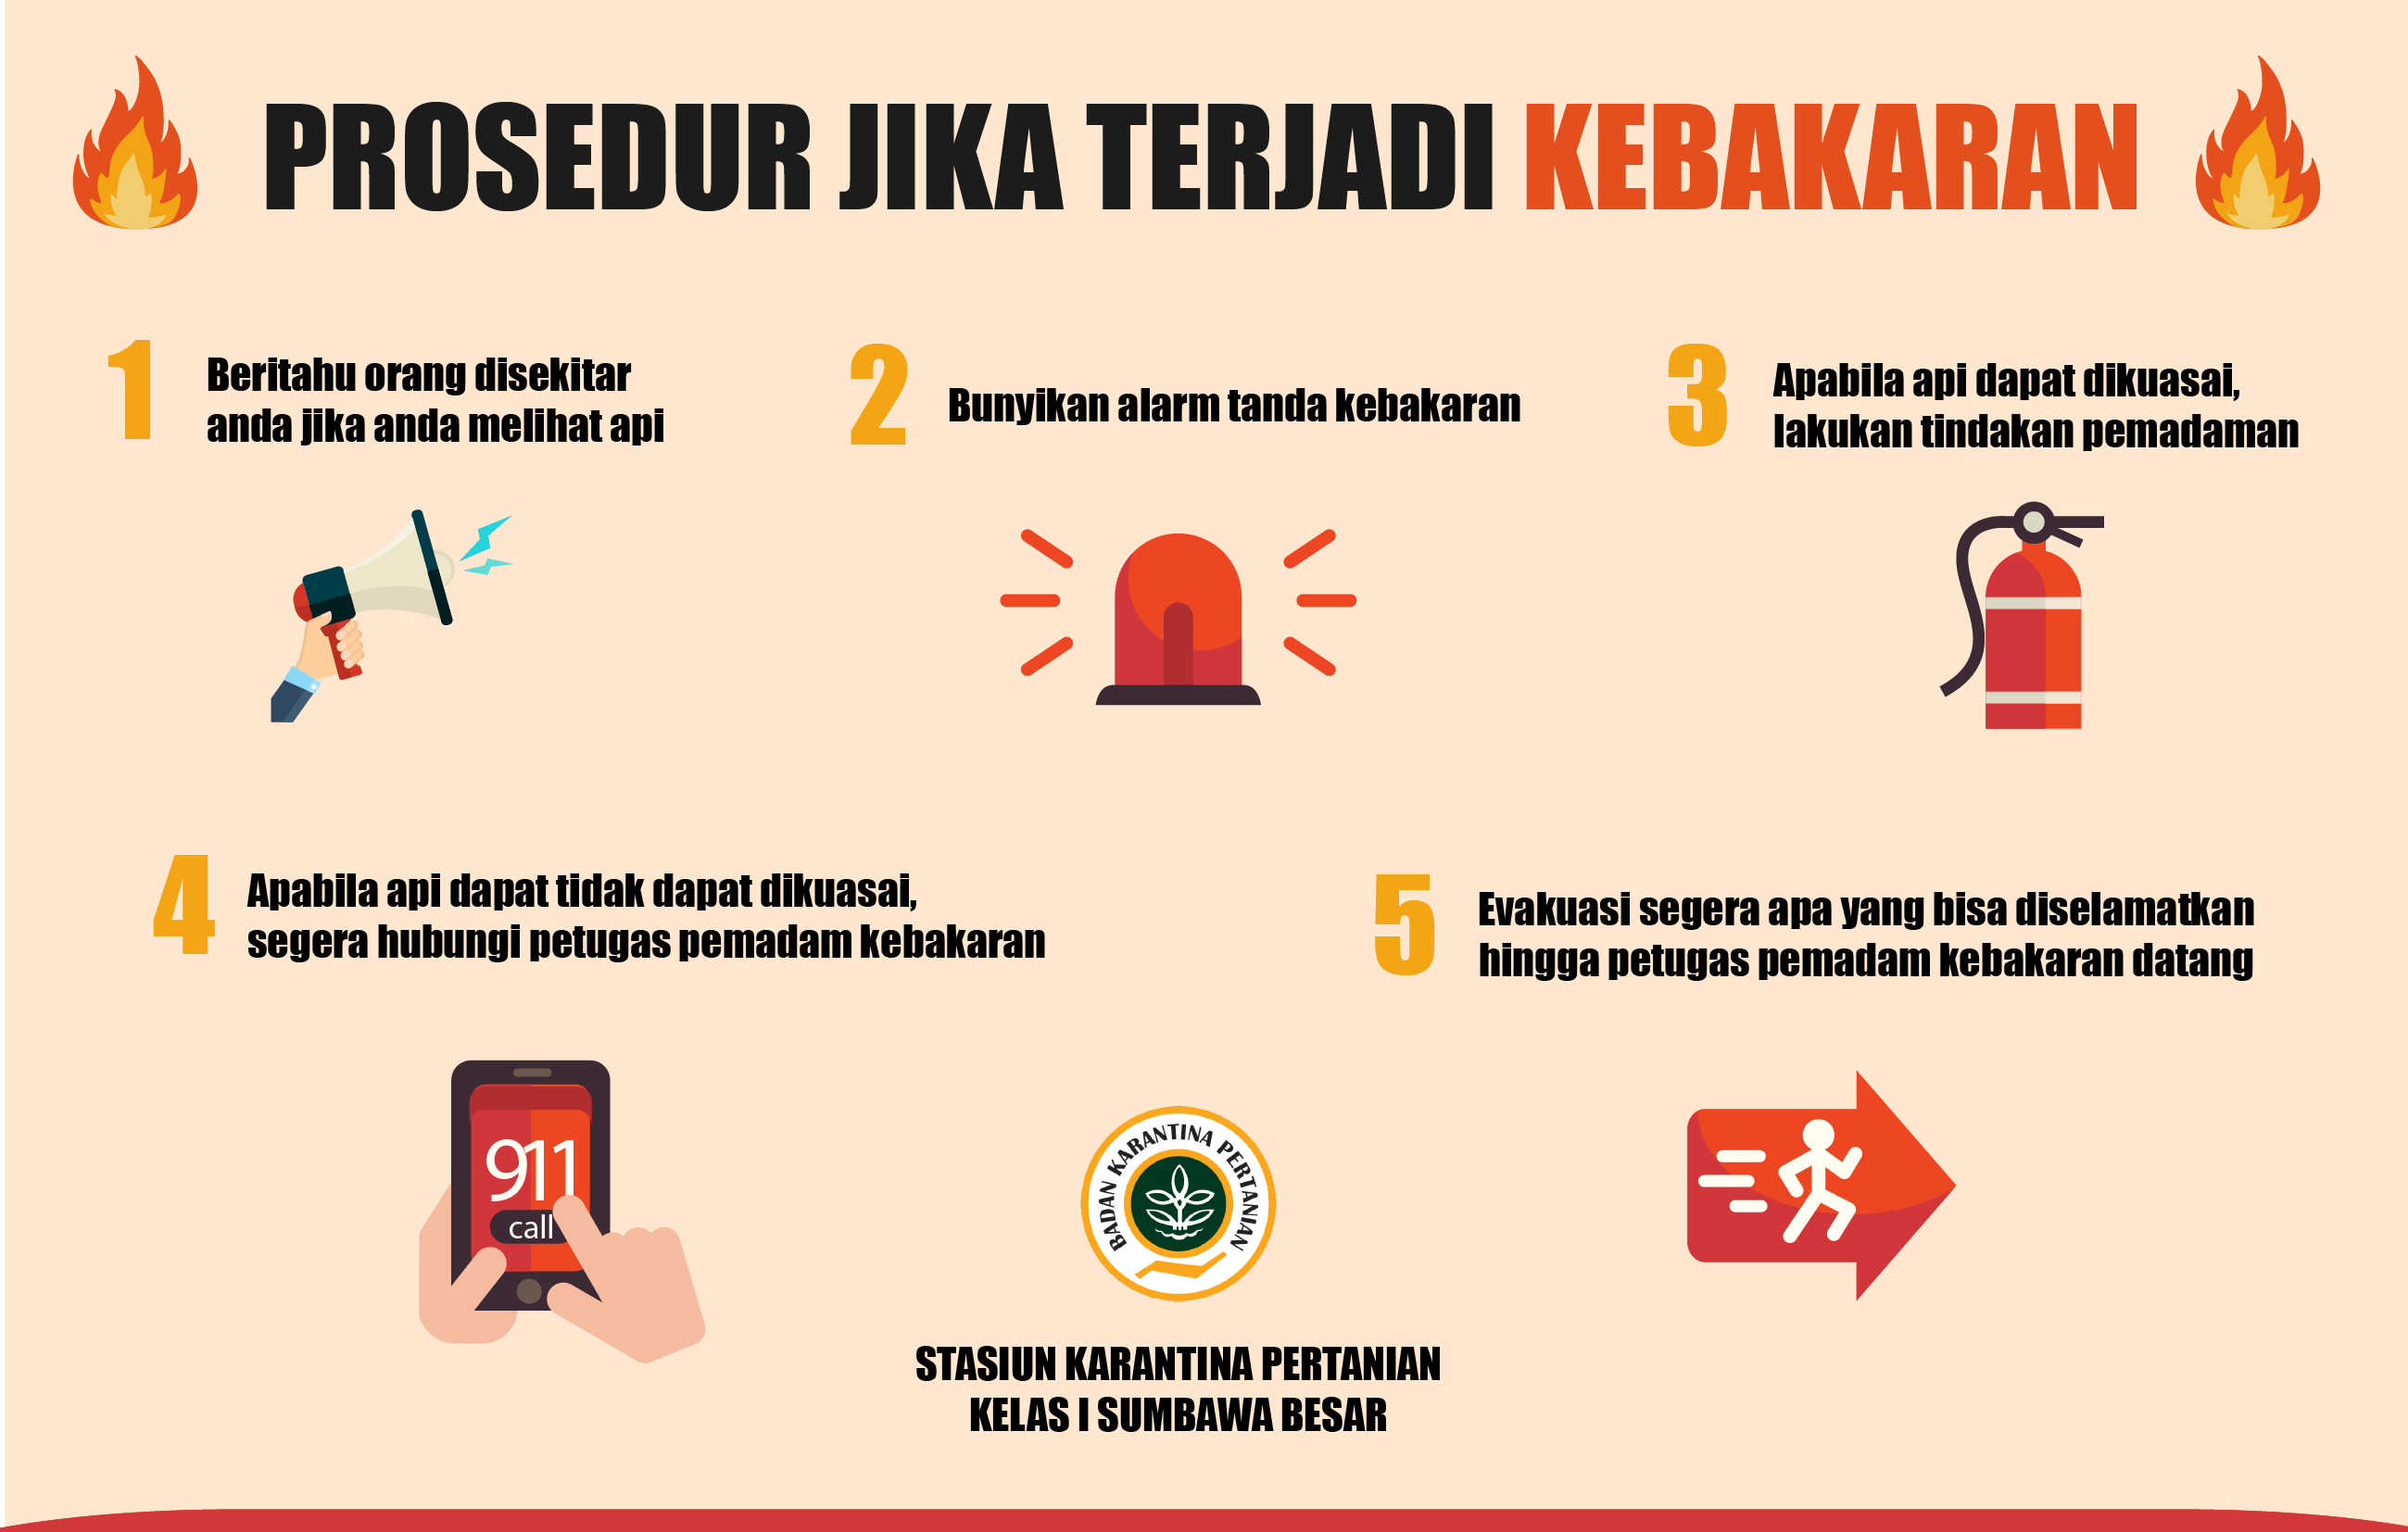 PROSEDUR JIKA TERJADI KEBAKARAN
1
Beritahu orang disekitar
anda jika anda melihat api
2
Bunyikan alarm tanda kebakaran
3
Apabila api dapat dikuasai,
lakukan tindakan pemadaman
4
Apabila api dapat tidak dapat dikuasai,
segera hubungi petugas pemadam kebakaran
5
Evakuasi segera apa yang bisa diselamatkan
hingga petugas pemadam kebakaran datang
911
call
BADAN KARANTINA PERTANIAN
STASIUN KARANTINA PERTANIAN
KELAS I SUMBAWA BESAR